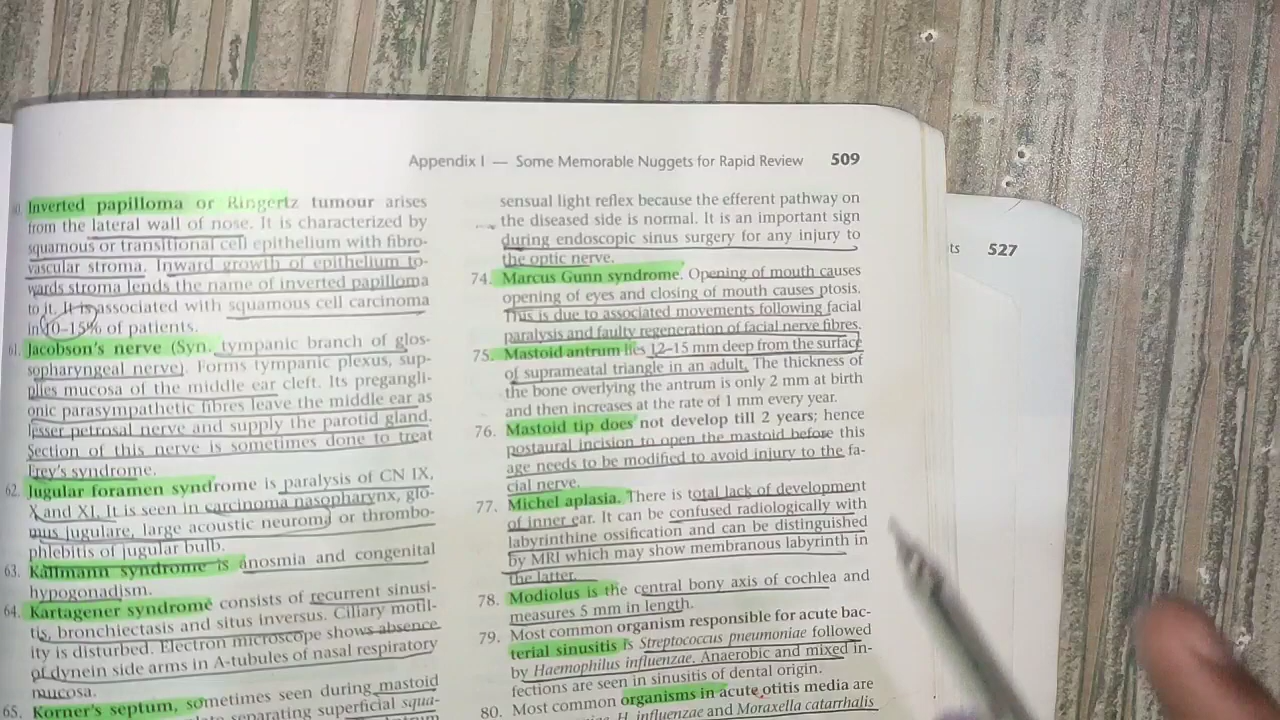 Appendix I — Some Memorable Nuggets for Rapid Review 509
Inverted papilloma or Ringertz tumour arises
from the lateral wall of nose. It is characterized by
squamous or transitional cell epithelium with fibro-
vascular stroma. Inward growth of epithelium to-
wards stroma lends the name of inverted papilloma
to it. It is associated with squamous cell carcinoma
in 10–15% of patients.
61. Jacobson's nerve (Syn. tympanic branch of glos-
sopharyngeal nerve). Forms tympanic plexus, sup-
plies mucosa of the middle ear cleft. Its pregangli-
onic parasympathetic fibres leave the middle ear as
lesser petrosal nerve and supply the parotid gland.
Section of this nerve is sometimes done to treat
Frey's syndrome.
62. Jugular foramen syndrome is paralysis of CN IX,
X and XI. It is seen in carcinoma nasopharynx, glo-
mus jugulare, large acoustic neuroma or thrombo-
phlebitis of jugular bulb.
63. Kallmann syndrome is anosmia and congenital
hypogonadism.
64. Kartagener syndrome consists of recurrent sinusi-
tis, bronchiectasis and situs inversus. Ciliary motil-
ity is disturbed. Electron microscope shows absence
of dynein side arms in A-tubules of nasal respiratory
mucosa.
65. Korner's septum, sometimes seen during mastoid
separating superficial squa-
sensual light reflex because the efferent pathway on
the diseased side is normal. It is an important sign
during endoscopic sinus surgery for any injury to
the optic nerve.
74. Marcus Gunn syndrome. Opening of mouth causes
opening of eyes and closing of mouth causes ptosis.
This is due to associated movements following facial
paralysis and faulty regeneration of facial nerve fibres.
75. Mastoid antrum lies 12–15 mm deep from the surface
of suprameatal triangle in an adult. The thickness of
the bone overlying the antrum is only 2 mm at birth
and then increases at the rate of 1 mm every year.
76. Mastoid tip does not develop till 2 years; hence
postaural incision to open the mastoid before this
age needs to be modified to avoid injury to the fa-
cial nerve.
77. Michel aplasia. There is total lack of development
of inner ear. It can be confused radiologically with
labyrinthine ossification and can be distinguished
by MRI which may show membranous labyrinth in
the latter.
78. Modiolus is the central bony axis of cochlea and
measures 5 mm in length.
79. Most common organism responsible for acute bac-
terial sinusitis is Streptococcus pneumoniae followed
by Haemophilus influenzae. Anaerobic and mixed in-
fections are seen in sinusitis of dental origin.
80. Most common organisms in acute otitis media are
H. influenzae and Moraxella catarrhalis
ts 527